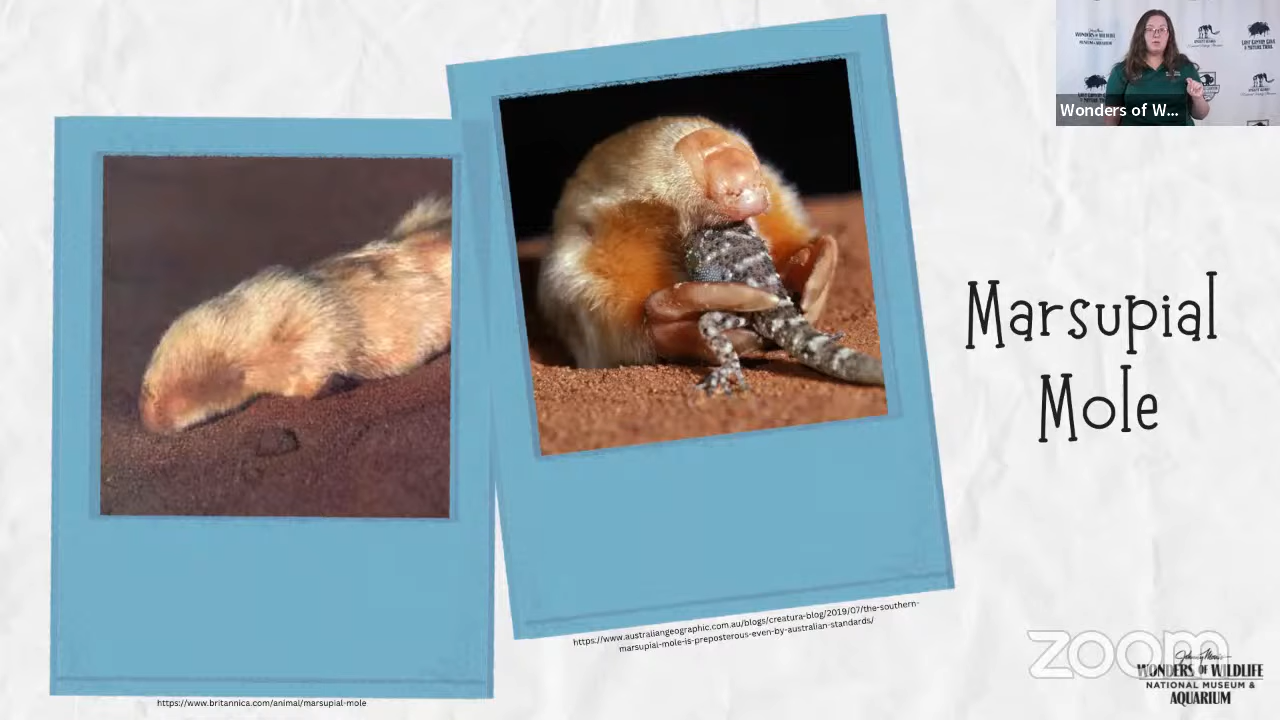 Wonders of W...
Marsupial
Mole
https://www.australiangeographic.com.au/blogs/creatura-blog/2019/07/the-southern-
marsupial-mole-is-preposterous-even-by-australian-standards/
https://www.britannica.com/animal/marsupial-mole
zoom
Johnny Morris
WONDERS OF WILDLIFE
NATIONAL MUSEUM &
AQUARIUM